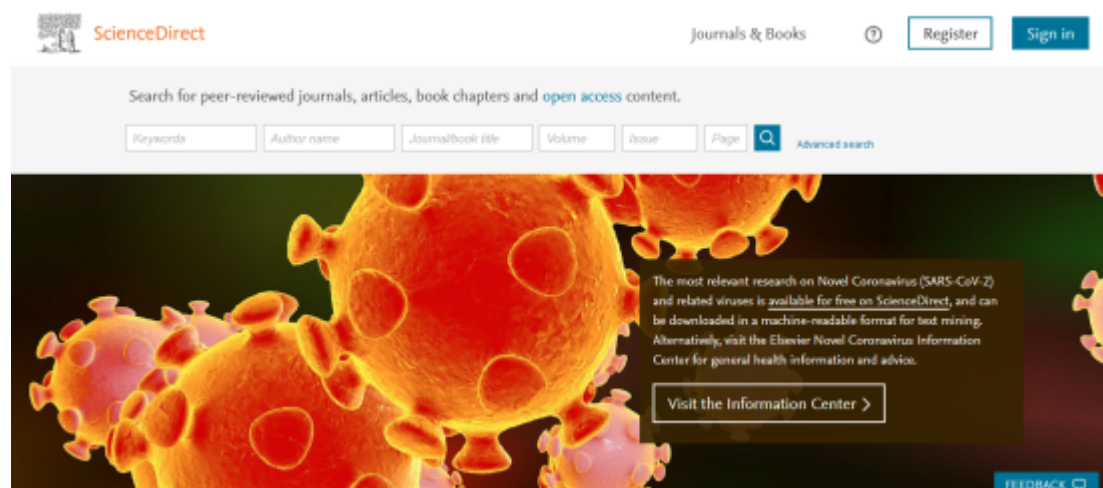 ScienceDirect
Journals & Books
?
Register
Sign in
Search for peer-reviewed journals, articles, book chapters and open access content.
Keywords
Author name
Journal/book title
Volume
Issue
Page
Advanced search
The most relevant research on Novel Coronavirus (SARS-CoV-2)
and related viruses is available for free on ScienceDirect, and can
be downloaded in a machine-readable format for text mining.
Alternatively, visit the Elsevier Novel Coronavirus Information
Center for general health information and advice.
Visit the Information Center >
FEEDBACK